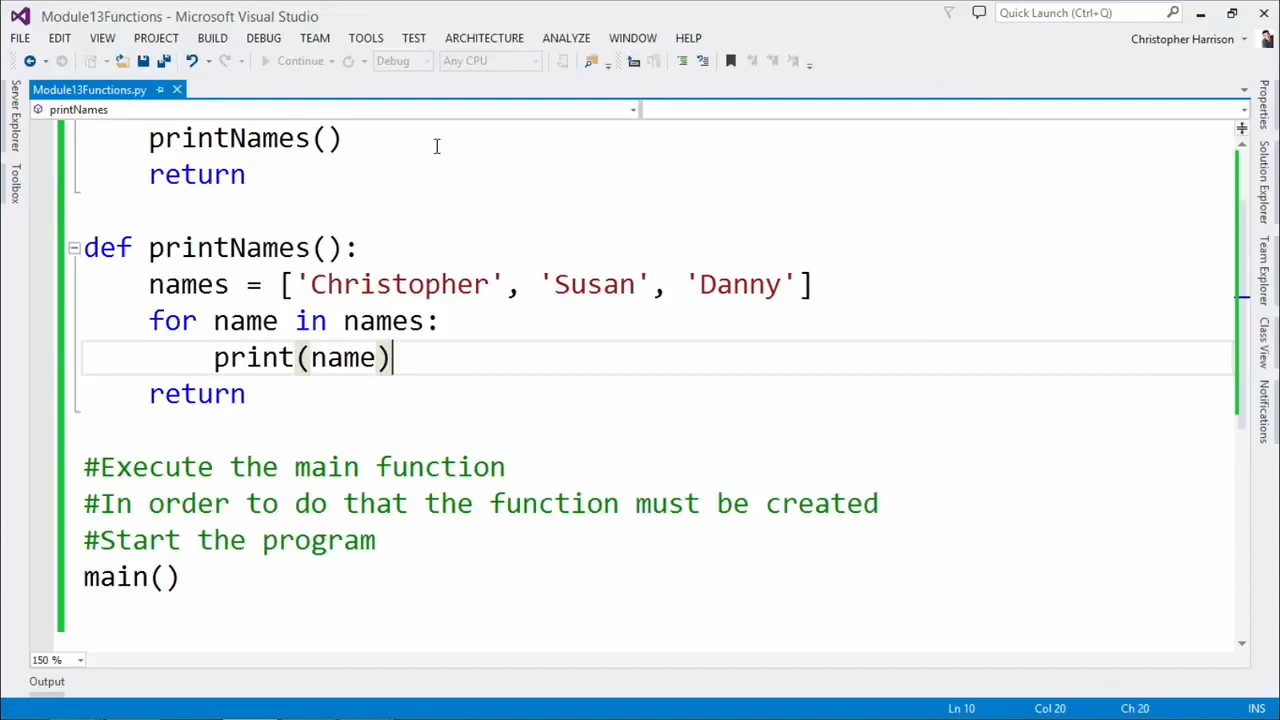 Module13Functions - Microsoft Visual Studio
Quick Launch (Ctrl+Q)
FILE EDIT VIEW PROJECT BUILD DEBUG TEAM TOOLS TEST ARCHITECTURE ANALYZE WINDOW HELP
Christopher Harrison
Continue Debug Any CPU
Module13Functions.py
printNames
Server Explorer
Toolbox
printNames()
return
def printNames():
names = ['Christopher', 'Susan', 'Danny']
for name in names:
print(name)
return
#Execute the main function
#In order to do that the function must be created
#Start the program
main()
Properties
Solution Explorer
Team Explorer
Class View
Notifications
150 %
Output
Ln 10 Col 20 Ch 20 INS